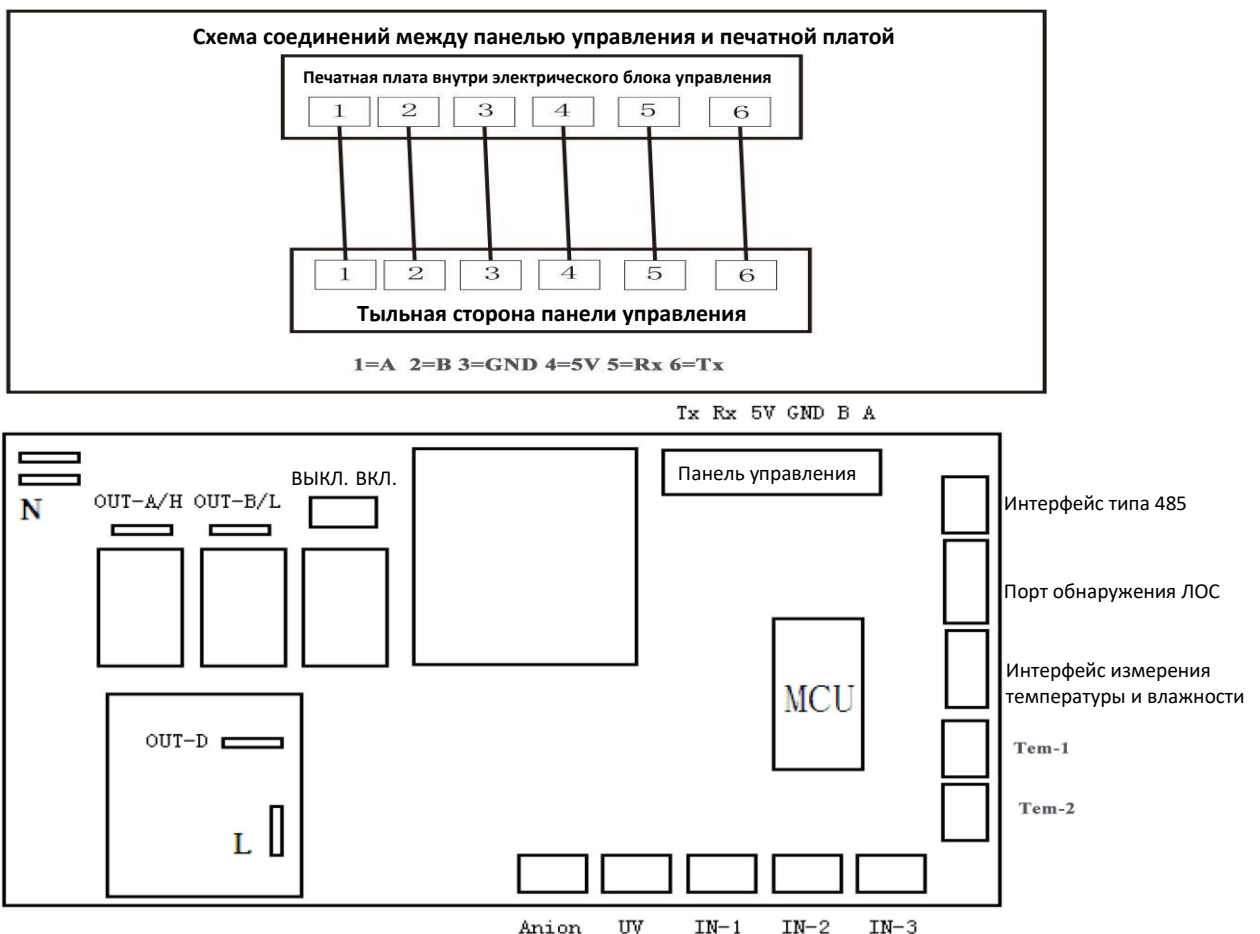 Схема соединений между панелью управления и печатной платой
Печатная плата внутри электрического блока управления
1 2 3 4 5 6
1 2 3 4 5 6
Тыльная сторона панели управления
1=A 2=B 3=GND 4=5V 5=Rx 6=Tx
Tx Rx 5V GND B A
Панель управления
ВЫКЛ. ВКЛ.
N
OUT-A/H OUT-B/L
Интерфейс типа 485
Порт обнаружения ЛОС
Интерфейс измерения
температуры и влажности
MCU
OUT-D
Tem-1
Tem-2
L
Anion UV IN-1 IN-2 IN-3